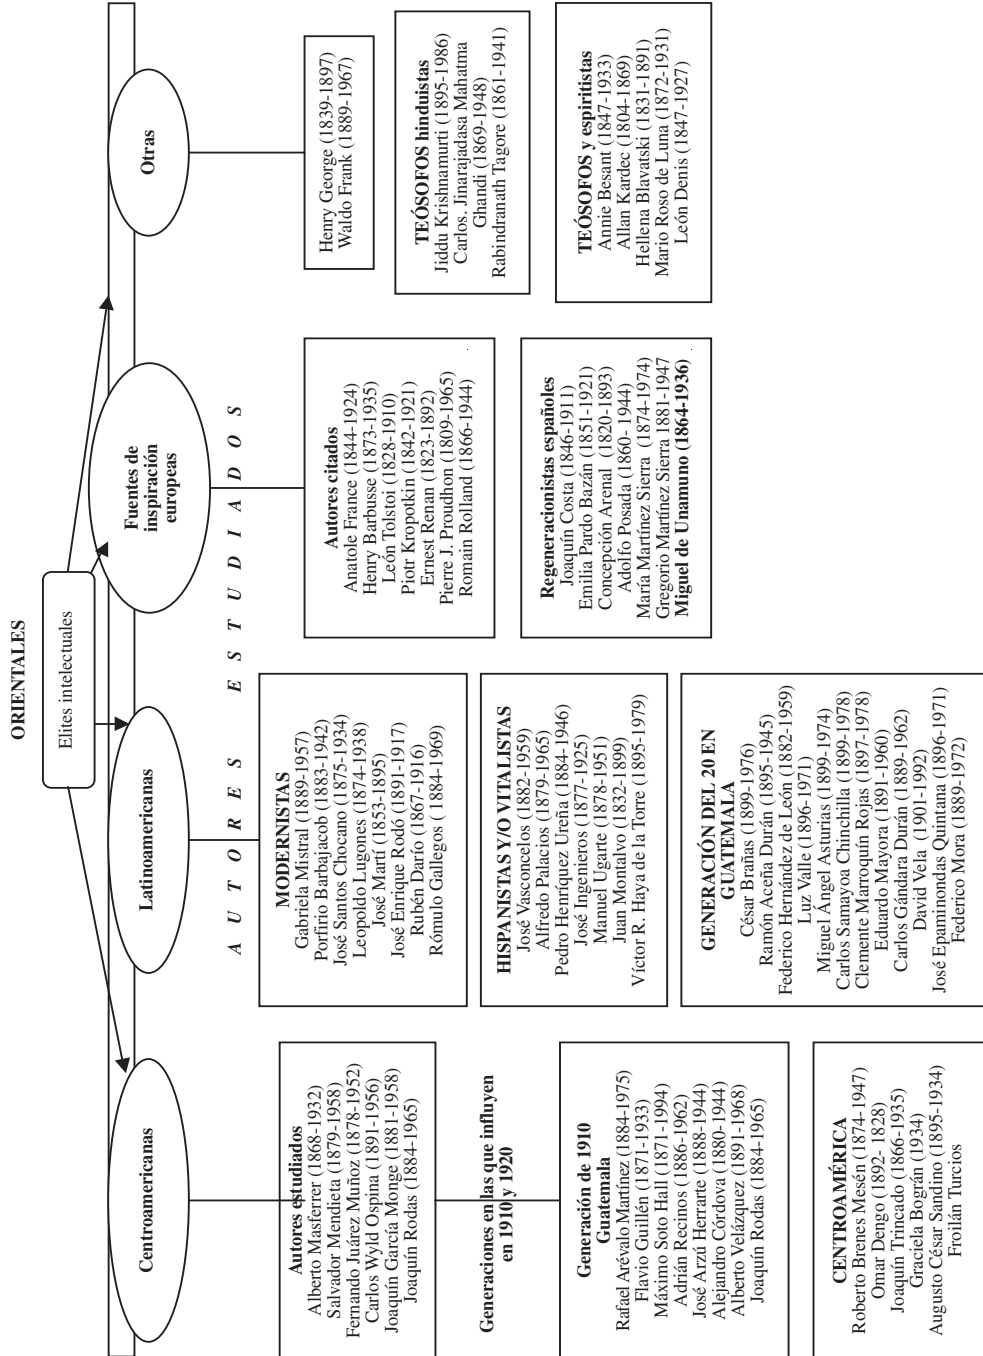 ORIENTALES
Elites intelectuales
Centroamericanas
Latinoamericanas
Fuentes de
inspiración
europeas
Otras
AUTORES ESTUDIADOS
Autores estudiados
Alberto Masferrer (1868-1932)
Salvador Mendieta (1879-1958)
Fernando Juárez Muñoz (1878-1952)
Carlos Wyld Ospina (1891-1956)
Joaquín García Monge (1881-1958)
Joaquín Rodas (1884-1965)
Generaciones en las que influyen
en 1910 y 1920
Generación de 1910
Guatemala
Rafael Arévalo Martínez (1884-1975)
Flavio Guillén (1871-1933)
Máximo Soto Hall (1871-1994)
Adrián Recinos (1886-1962)
José Arzú Herrarte (1888-1944)
Alejandro Córdova (1880-1944)
Alberto Velázquez (1891-1968)
Joaquín Rodas (1884-1965)
CENTROAMÉRICA
Roberto Brenes Mesén (1874-1947)
Omar Dengo (1892- 1828)
Joaquín Trincado (1866-1935)
Graciela Bográn (1934)
Augusto César Sandino (1895-1934)
Froilán Turcios
MODERNISTAS
Gabriela Mistral (1889-1957)
Porfirio Barbajacob (1883-1942)
José Santos Chocano (1875-1934)
Leopoldo Lugones (1874-1938)
José Martí (1853-1895)
José Enrique Rodó (1891-1917)
Rubén Darío (1867-1916)
Rómulo Gallegos (1884-1969)
HISPANISTAS Y/O VITALISTAS
José Vasconcelos (1882-1959)
Alfredo Palacios (1879-1965)
Pedro Henríquez Ureña (1884-1946)
José Ingenieros (1877-1925)
Manuel Ugarte (1878-1951)
Juan Montalvo (1832-1899)
Víctor R. Haya de la Torre (1895-1979)
GENERACIÓN DEL 20 EN
GUATEMALA
César Brañas (1899-1976)
Ramón Aceña Durán (1895-1945)
Federico Hernández de León (1882-1959)
Luz Valle (1896-1971)
Miguel Ángel Asturias (1899-1974)
Carlos Samayoa Chinchilla (1899-1978)
Clemente Marroquín Rojas (1897-1978)
Eduardo Mayora (1891-1960)
Carlos Gándara Durán (1889-1962)
David Vela (1901-1992)
José Epaminondas Quintana (1896-1971)
Federico Mora (1889-1972)
Autores citados
Anatole France (1844-1924)
Henry Barbusse (1873-1935)
León Tolstoi (1828-1910)
Piotr Kropotkin (1842-1921)
Ernest Renan (1823-1892)
Pierre J. Proudhon (1809-1965)
Romain Rolland (1866-1944)
Regeneracionistas españoles
Joaquín Costa (1846-1911)
Emilia Pardo Bazán (1851-1921)
Concepción Arenal (1820-1893)
Adolfo Posada (1860- 1944)
María Martínez Sierra (1874-1974)
Gregorio Martínez Sierra 1881-1947
Miguel de Unamuno (1864-1936)
Henry George (1839-1897)
Waldo Frank (1889-1967)
TEÓSOFOS hinduistas
Jiddu Krishnamurti (1895-1986)
Carlos. Jinarajadasa Mahatma
Ghandi (1869-1948)
Rabindranath Tagore (1861-1941)
TEÓSOFOS y espiritistas
Annie Besant (1847-1933)
Allan Kardec (1804-1869)
Hellena Blavatski (1831-1891)
Mario Roso de Luna (1872-1931)
León Denis (1847-1927)